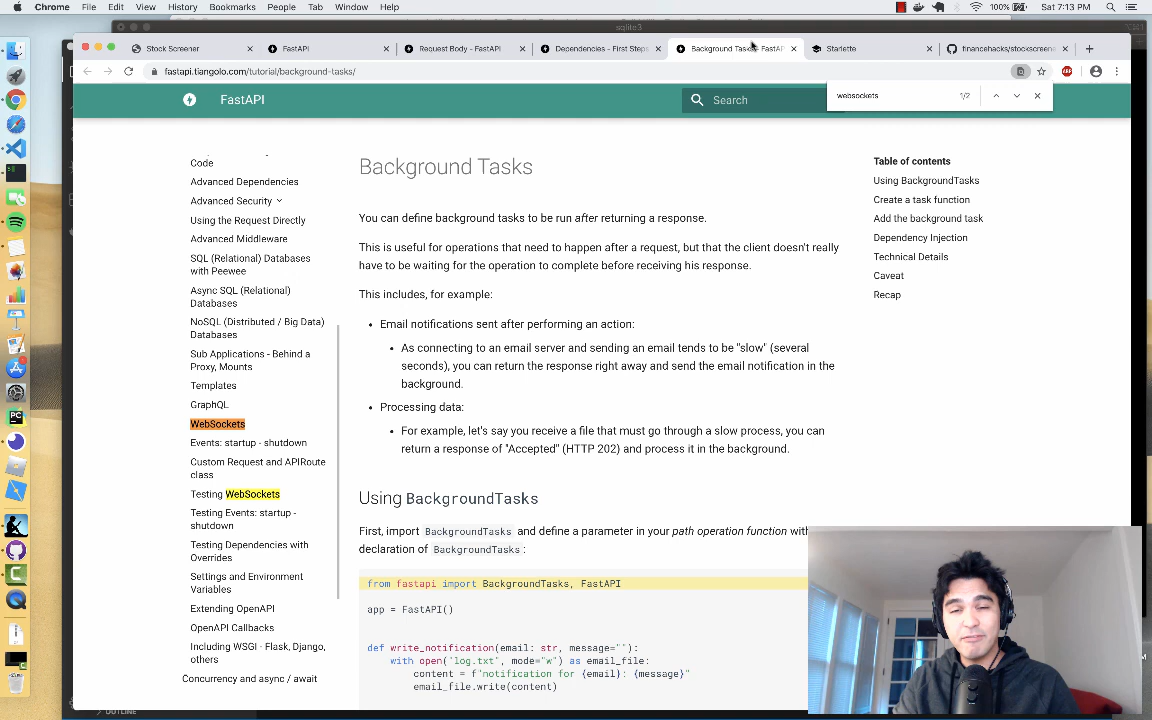 Chrome File Edit View History Bookmarks People Tab Window Help 100% Sat 7:13 PM
sqlite3
Stock Screener
FastAPI
Request Body - FastAPI
Dependencies - First Steps
Background Tasks - FastAPI
Starlette
financehacks/stockscreene
fastapi.tiangolo.com/tutorial/background-tasks/
ABP
FastAPI
Search
websockets
1/2
Code
Advanced Dependencies
Advanced Security
Using the Request Directly
Advanced Middleware
SQL (Relational) Databases
with Peewee
Async SQL (Relational)
Databases
NoSQL (Distributed / Big Data)
Databases
Sub Applications - Behind a
Proxy, Mounts
Templates
GraphQL
WebSockets
Events: startup - shutdown
Custom Request and APIRoute
class
Testing WebSockets
Testing Events: startup -
shutdown
Testing Dependencies with
Overrides
Settings and Environment
Variables
Extending OpenAPI
OpenAPI Callbacks
Including WSGI - Flask, Django,
others
Concurrency and async / await
Background Tasks
You can define background tasks to be run after returning a response.
This is useful for operations that need to happen after a request, but that the client doesn't really
have to be waiting for the operation to complete before receiving his response.
This includes, for example:
• Email notifications sent after performing an action:
• As connecting to an email server and sending an email tends to be "slow" (several
seconds), you can return the response right away and send the email notification in the
background.
• Processing data:
• For example, let's say you receive a file that must go through a slow process, you can
return a response of "Accepted" (HTTP 202) and process it in the background.
Using BackgroundTasks
First, import BackgroundTasks and define a parameter in your path operation function with
declaration of BackgroundTasks:
from fastapi import BackgroundTasks, FastAPI
app = FastAPI()
def write_notification(email: str, message=""):
with open("log.txt", mode="w") as email_file:
content = f"notification for {email}: {message}"
email_file.write(content)
Table of contents
Using BackgroundTasks
Create a task function
Add the background task
Dependency Injection
Technical Details
Caveat
Recap
OUTLINE